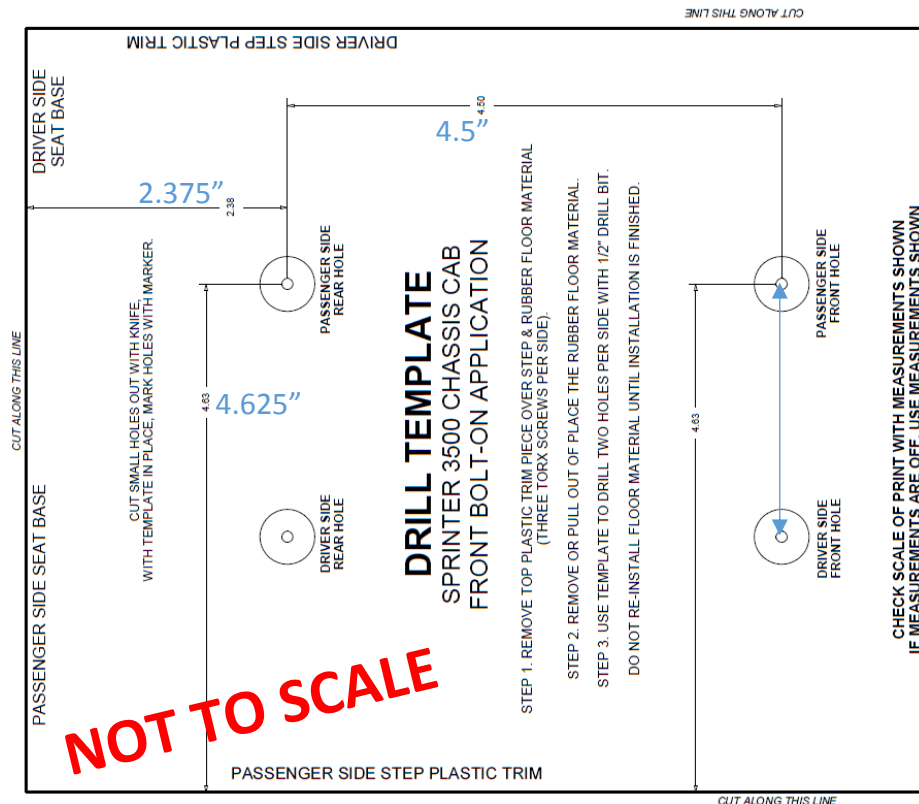 CUT ALONG THIS LINE
DRIVER SIDE STEP PLASTIC TRIM
DRIVER SIDE
SEAT BASE
4.50
4.5”
2.375”
2.38
CUT ALONG THIS LINE
PASSENGER SIDE SEAT BASE
CUT SMALL HOLES OUT WITH KNIFE,
WITH TEMPLATE IN PLACE, MARK HOLES WITH MARKER.
4.63
4.625”
PASSENGER SIDE
REAR HOLE
DRIVER SIDE
REAR HOLE
DRILL TEMPLATE
SPRINTER 3500 CHASSIS CAB
FRONT BOLT-ON APPLICATION
STEP 1. REMOVE TOP PLASTIC TRIM PIECE OVER STEP & RUBBER FLOOR MATERIAL
(THREE TORX SCREWS PER SIDE).
STEP 2. REMOVE OR PULL OUT OF PLACE THE RUBBER FLOOR MATERIAL.
STEP 3. USE TEMPLATE TO DRILL TWO HOLES PER SIDE WITH 1/2" DRILL BIT.
DO NOT RE-INSTALL FLOOR MATERIAL UNTIL INSTALLATION IS FINISHED.
4.63
PASSENGER SIDE
FRONT HOLE
DRIVER SIDE
FRONT HOLE
CHECK SCALE OF PRINT WITH MEASUREMENTS SHOWN
IF MEASUREMENTS ARE OFF, USE MEASUREMENTS SHOWN
NOT TO SCALE
PASSENGER SIDE STEP PLASTIC TRIM
CUT ALONG THIS LINE